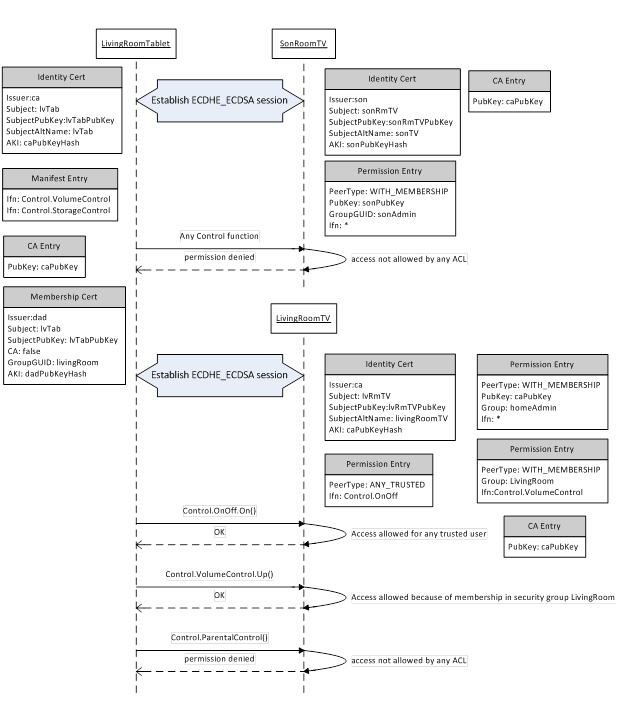 LivingRoomTablet
SonRoomTV
Identity Cert
Issuer:ca
Subject: lvTab
SubjectPubKey:lvTabPubKey
SubjectAltName: lvTab
AKI: caPubKeyHash
Establish ECDHE_ECDSA session
Identity Cert
Issuer:son
Subject: sonRmTV
SubjectPubKey:sonRmTVPubKey
SubjectAltName: sonTV
AKI: sonPubKeyHash
CA Entry
PubKey: caPubKey
Manifest Entry
Ifn: Control.VolumeControl
Ifn: Control.StorageControl
Permission Entry
PeerType: WITH_MEMBERSHIP
PubKey: sonPubKey
GroupGUID: sonAdmin
Ifn: *
CA Entry
PubKey: caPubKey
Any Control function
permission denied
access not allowed by any ACL
Membership Cert
Issuer:dad
Subject: lvTab
SubjectPubKey: lvTabPubKey
CA: false
GroupGUID: livingRoom
AKI: dadPubKeyHash
LivingRoomTV
Establish ECDHE_ECDSA session
Identity Cert
Issuer:ca
Subject: lvRmTV
SubjectPubKey:lvRmTVPubKey
SubjectAltName: livingRoomTV
AKI: caPubKeyHash
Permission Entry
PeerType: WITH_MEMBERSHIP
PubKey: caPubKey
Group: homeAdmin
Ifn: *
Permission Entry
PeerType: ANY_TRUSTED
Ifn: Control.OnOff
Permission Entry
PeerType: WITH_MEMBERSHIP
Group: LivingRoom
Ifn:Control.VolumeControl
Control.OnOff.On()
OK
Access allowed for any trusted user
CA Entry
PubKey: caPubKey
Control.VolumeControl.Up()
OK
Access allowed because of membership in security group LivingRoom
Control.ParentalControl()
permission denied
access not allowed by any ACL